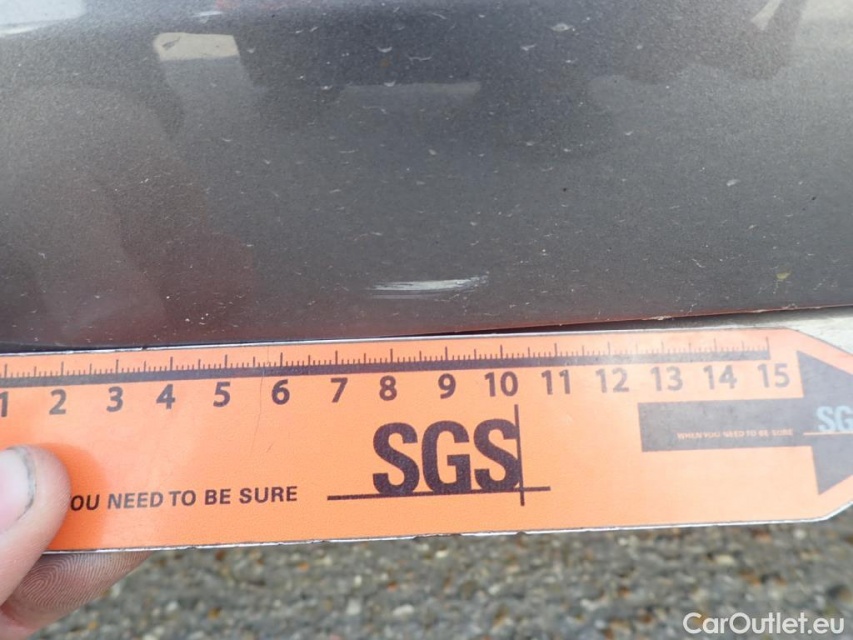 1 2 3 4 5 6 7 8 9 10 11 12 13 14 15
OU NEED TO BE SURE
SGS
WHEN YOU NEED TO BE SURE
SG
CarOutlet.eu